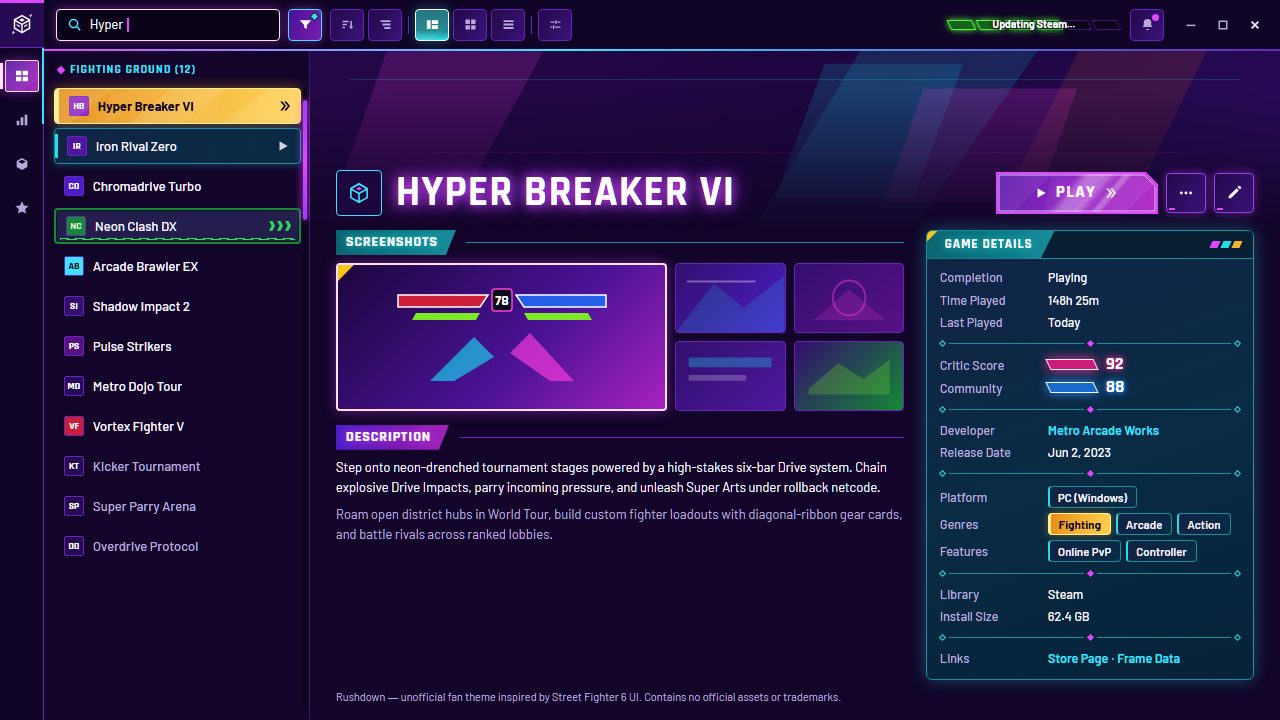 Hyper
Updating Steam...
FIGHTING GROUND (12)
HB Hyper Breaker VI
IR Iron Rival Zero
CD Chromadrive Turbo
NC Neon Clash DX
AB Arcade Brawler EX
SI Shadow Impact 2
PS Pulse Strikers
MD Metro Dojo Tour
VF Vortex Fighter V
KT Kicker Tournament
SP Super Parry Arena
OD Overdrive Protocol
HYPER BREAKER VI
PLAY
SCREENSHOTS
78
DESCRIPTION
Step onto neon-drenched tournament stages powered by a high-stakes six-bar Drive system. Chain
explosive Drive Impacts, parry incoming pressure, and unleash Super Arts under rollback netcode.
Roam open district hubs in World Tour, build custom fighter loadouts with diagonal-ribbon gear cards,
and battle rivals across ranked lobbies.
GAME DETAILS
Completion Playing
Time Played 148h 25m
Last Played Today
Critic Score 92
Community 88
Developer Metro Arcade Works
Release Date Jun 2, 2023
Platform PC (Windows)
Genres Fighting Arcade Action
Features Online PvP Controller
Library Steam
Install Size 62.4 GB
Links Store Page · Frame Data
Rushdown — unofficial fan theme inspired by Street Fighter 6 UI. Contains no official assets or trademarks.